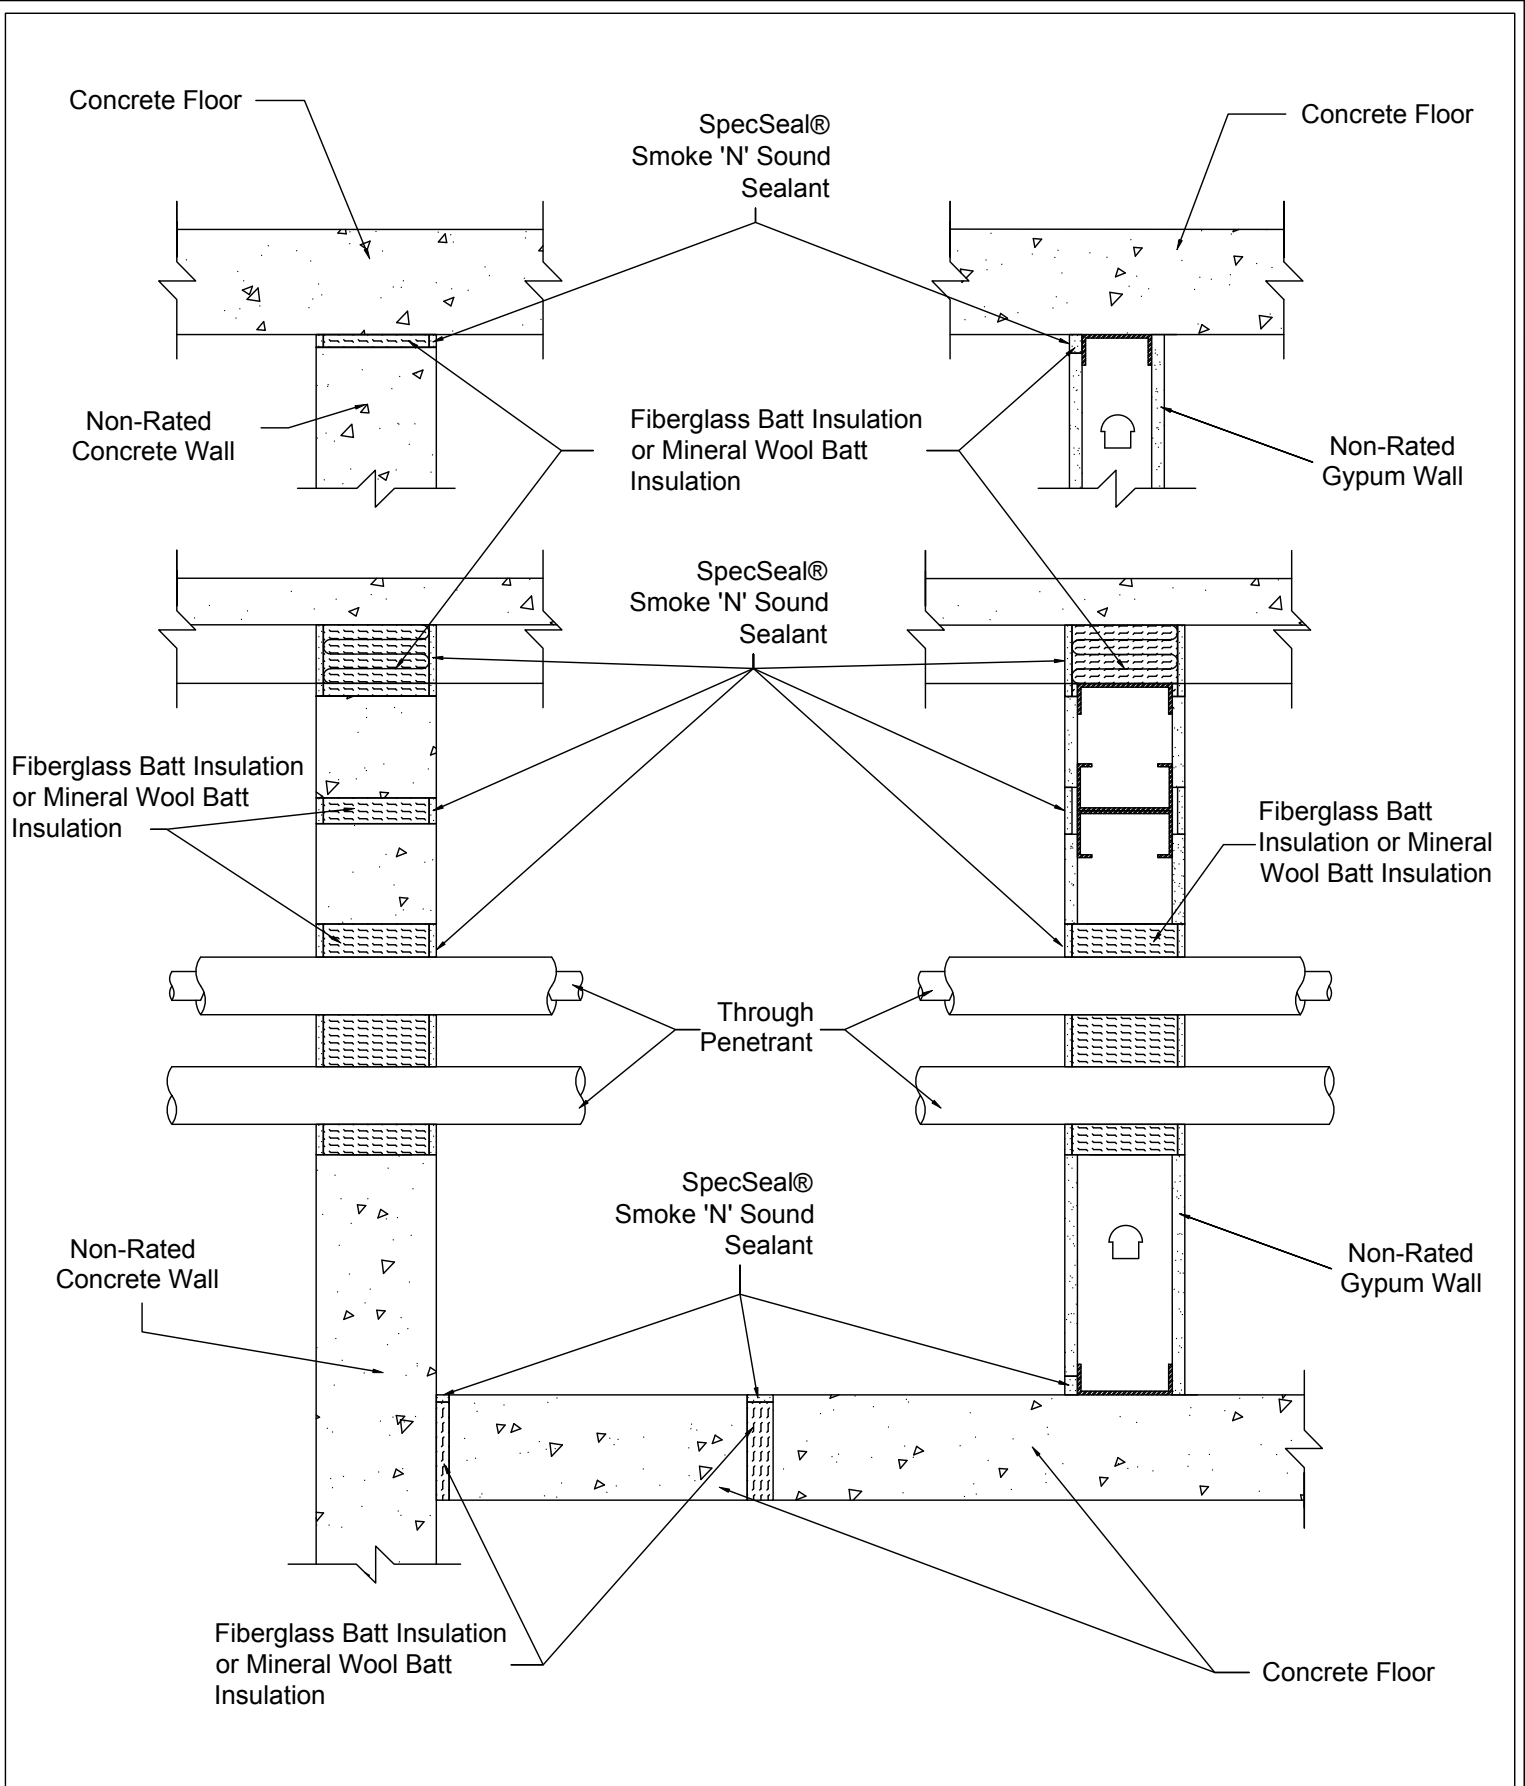 Concrete Floor
SpecSeal®
Smoke 'N' Sound
Sealant
Concrete Floor
Non-Rated
Concrete Wall
Fiberglass Batt Insulation
or Mineral Wool Batt
Insulation
Non-Rated
Gypum Wall
SpecSeal®
Smoke 'N' Sound
Sealant
Fiberglass Batt Insulation
or Mineral Wool Batt
Insulation
Fiberglass Batt
Insulation or Mineral
Wool Batt Insulation
Through
Penetrant
SpecSeal®
Smoke 'N' Sound
Sealant
Non-Rated
Concrete Wall
Non-Rated
Gypum Wall
Fiberglass Batt Insulation
or Mineral Wool Batt
Insulation
Concrete Floor